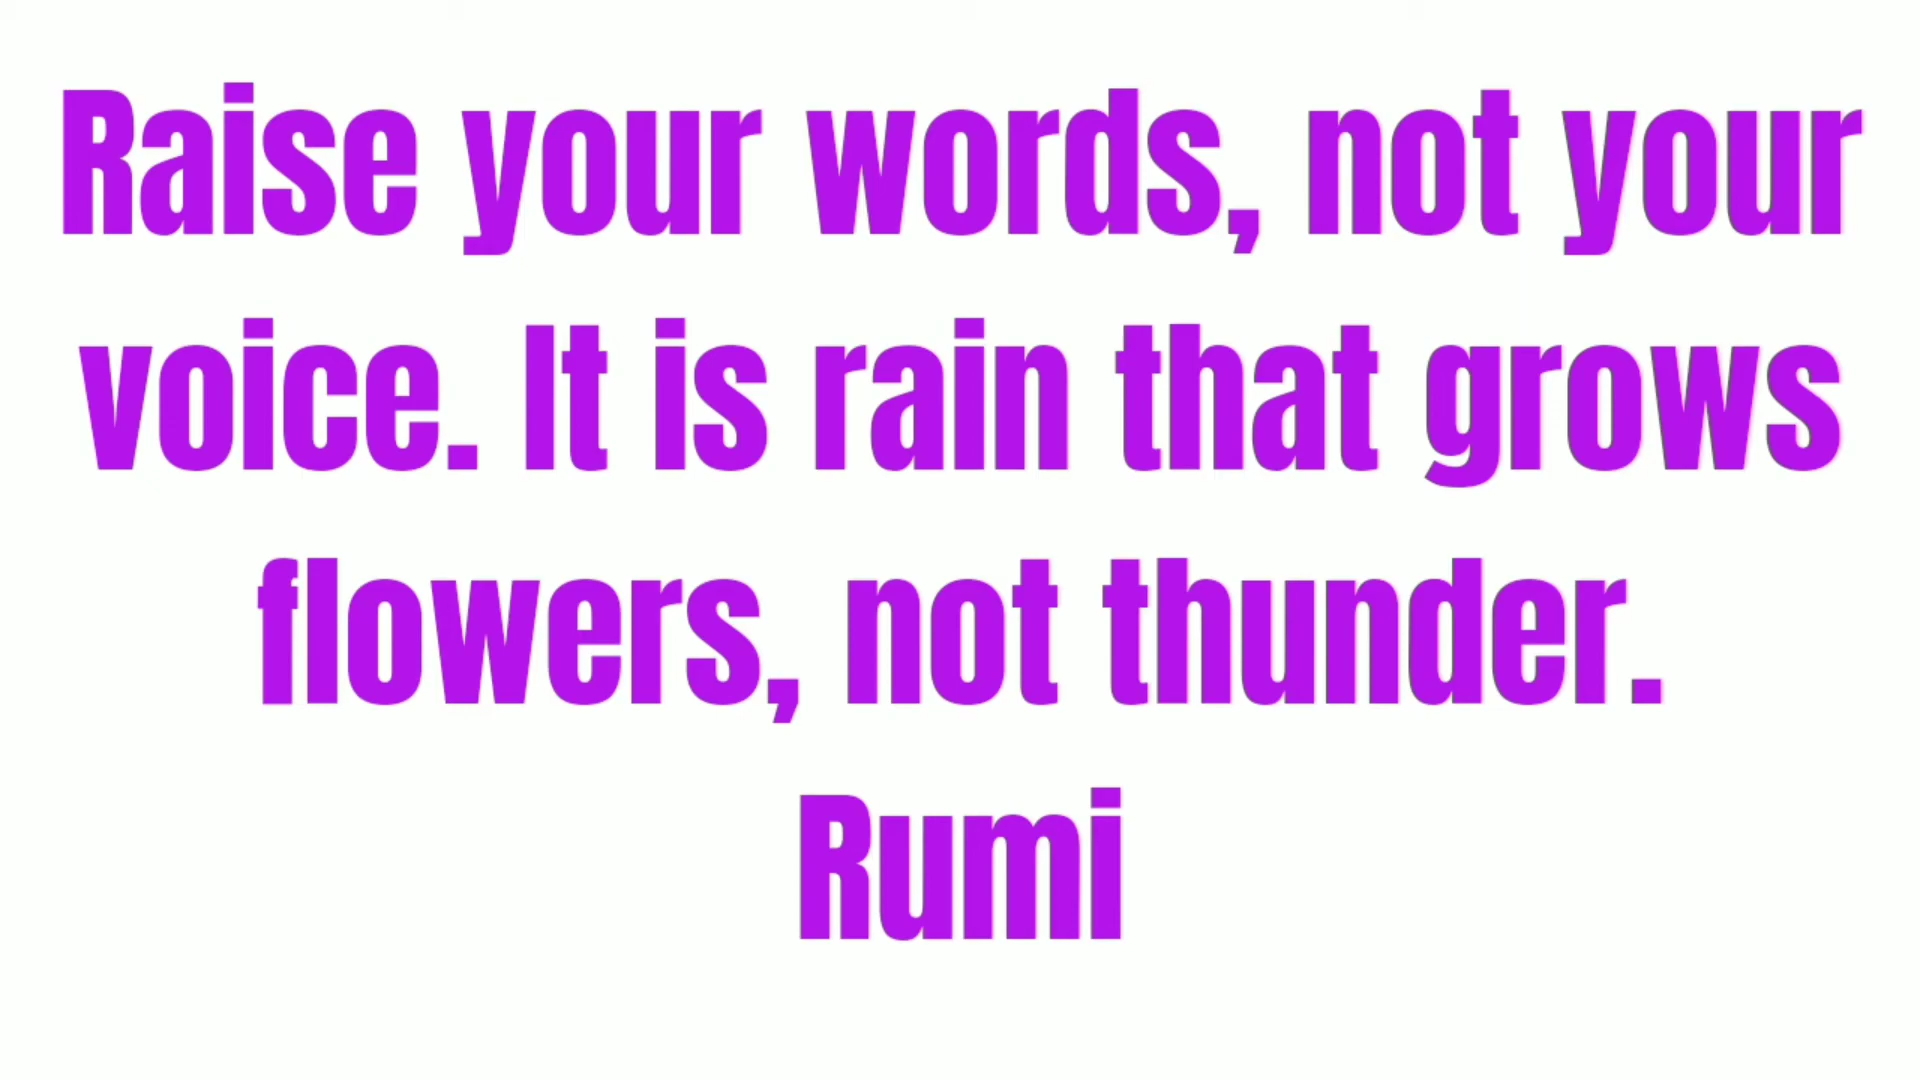 Raise your words, not your
voice. It is rain that grows
flowers, not thunder.
Rumi